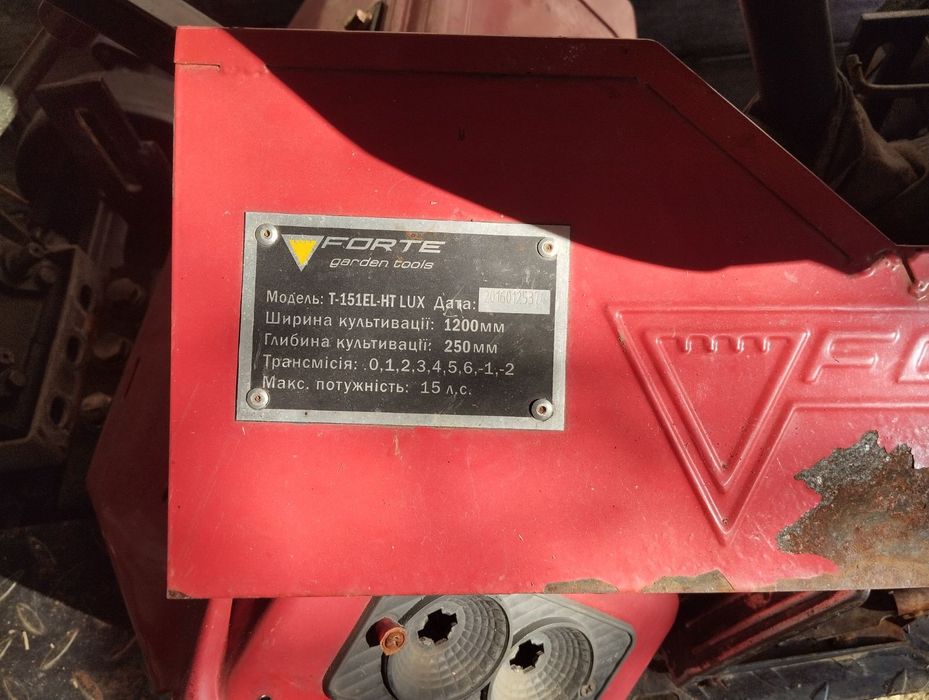 FORTE
garden tools
Модель: T-151EL-HT LUX Дата:
Ширина культивації: 1200мм
Глибина культивації: 250мм
Трансмісія: .0,1,2,3,4,5,6,-1,-2
Макс. потужність: 15 л.с.